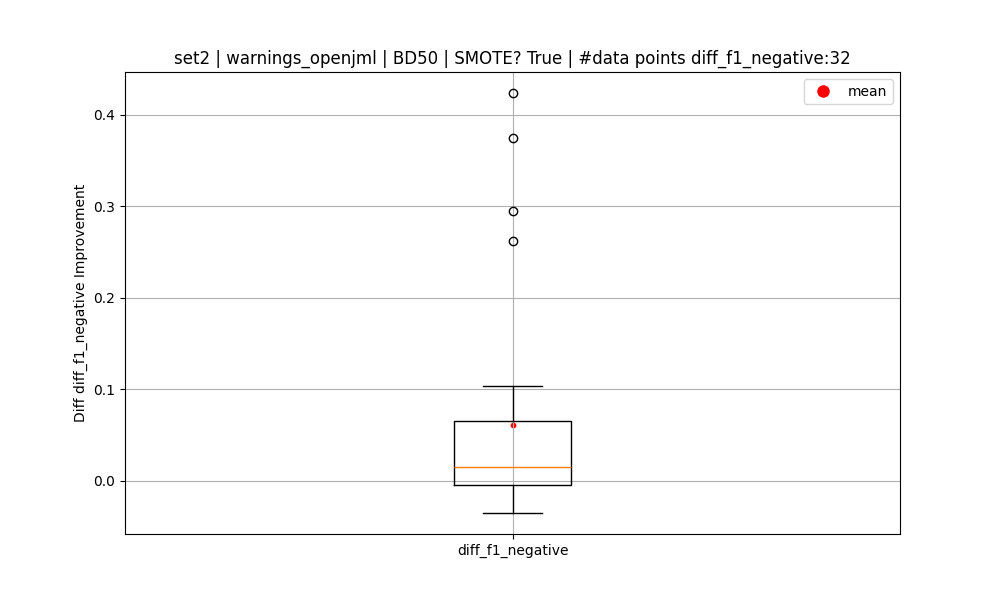 set2 | warnings_openjml | BD50 | SMOTE? True | #data points diff_f1_negative:32
mean
0.4
0.3
0.2
0.1
0.0
Diff diff_f1_negative Improvement
diff_f1_negative